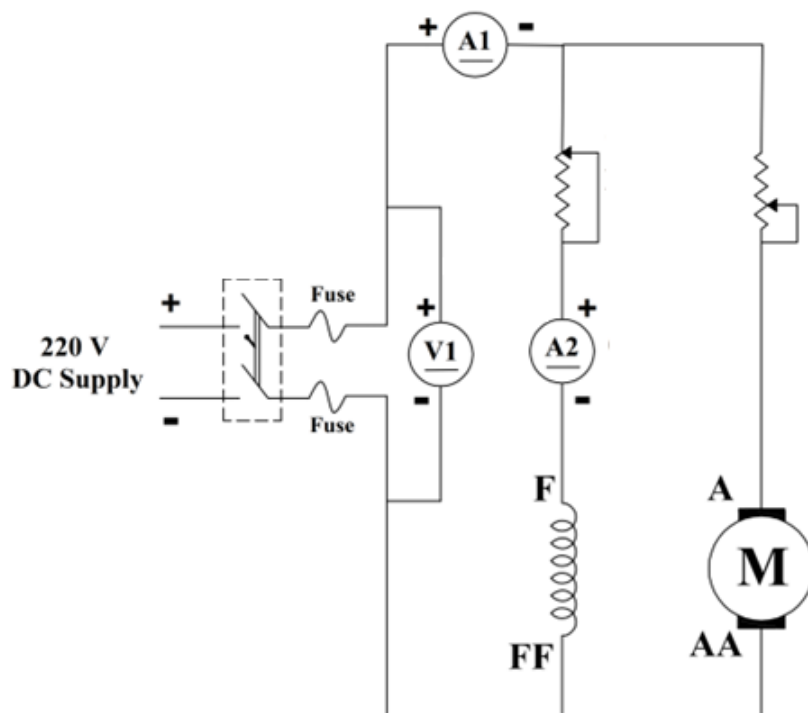 + A1 -
+
Fuse
220 V
DC Supply
-
Fuse
+
V1
-
+
A2
-
F
FF
A
M
AA